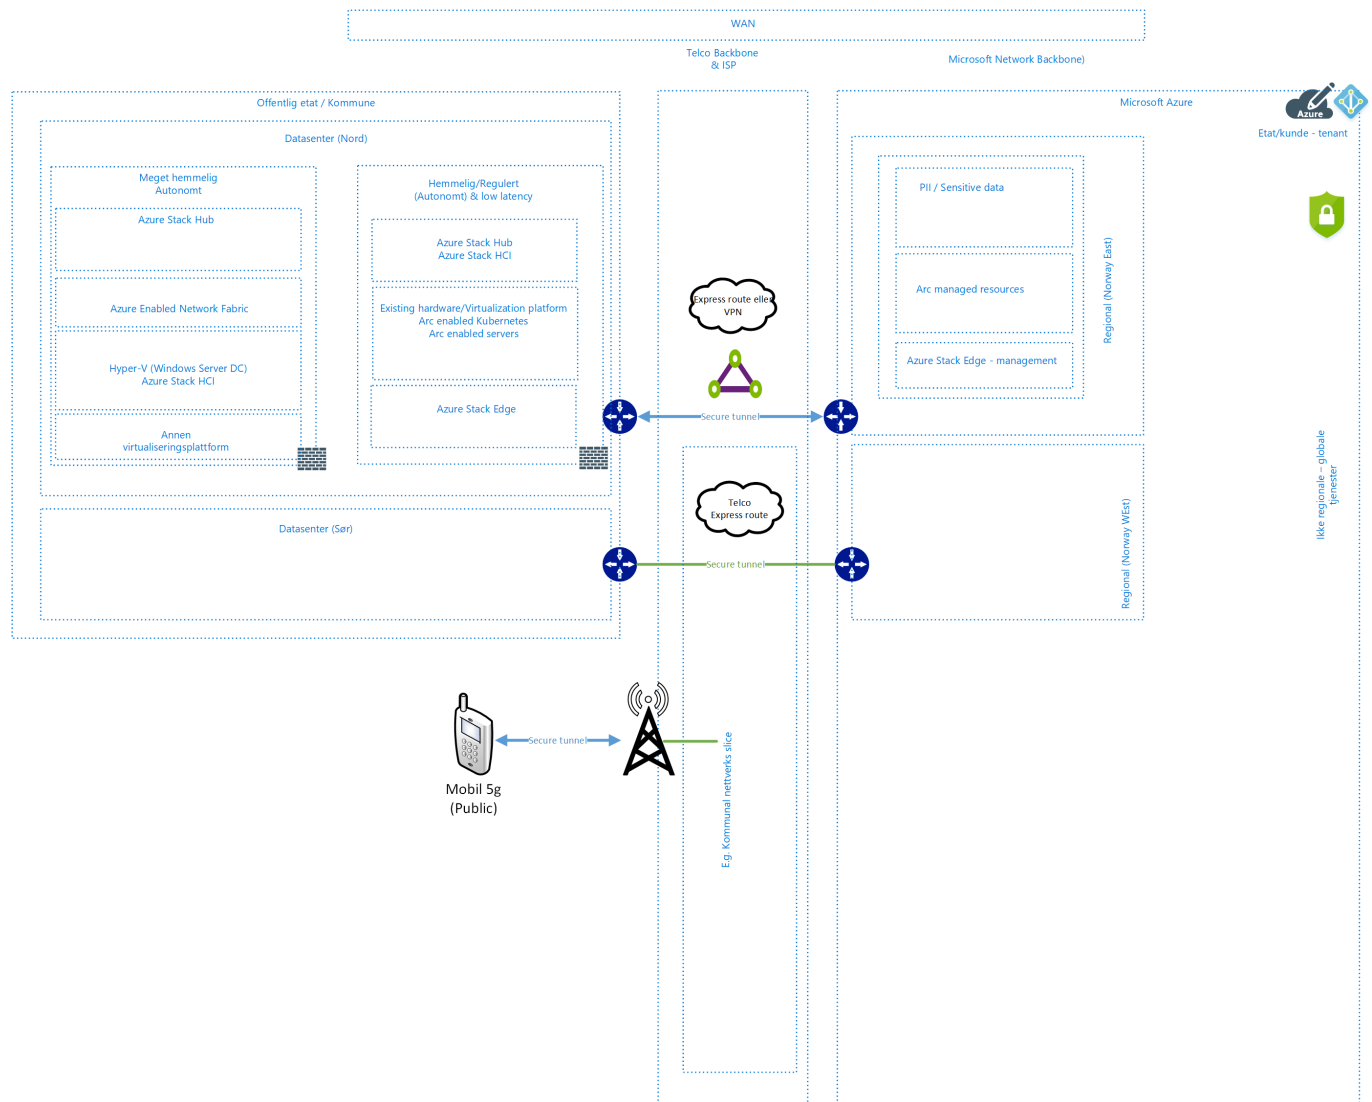 WAN
Telco Backbone
& ISP
Microsoft Network Backbone)
Offentlig etat / Kommune
Datasenter (Nord)
Meget hemmelig
Autonomt
Azure Stack Hub
Azure Enabled Network Fabric
Hyper-V (Windows Server DC)
Azure Stack HCI
Annen
virtualiseringsplattform
Hemmelig/Regulert
(Autonomt) & low latency
Azure Stack Hub
Azure Stack HCI
Existing hardware/Virtualization platform
Arc enabled Kubernetes
Arc enabled servers
Azure Stack Edge
Datasenter (Sør)
Express route eller
VPN
Secure tunnel
Telco
Express route
Secure tunnel
Microsoft Azure
Azure
Etat/kunde - tenant
PII / Sensitive data
Arc managed resources
Azure Stack Edge - management
Regional (Norway East)
Regional (Norway WEst)
Ikke regionale – globale
tjenester
Secure tunnel
Mobil 5g
(Public)
E.g. Kommunal nettverks slice